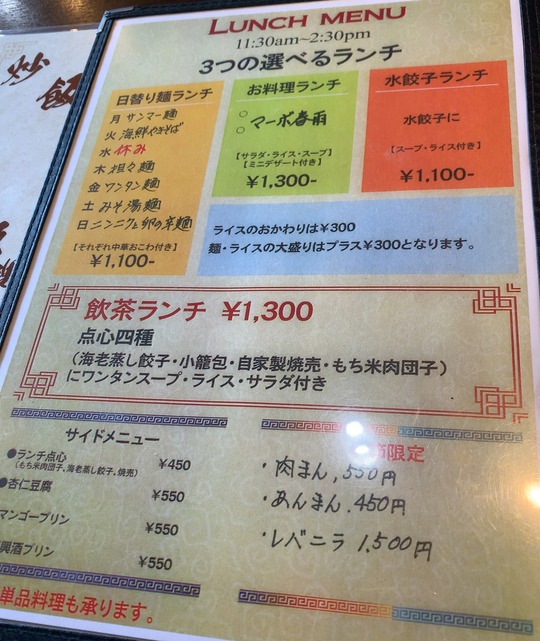 炒
飯
LUNCH MENU
11:30am~2:30pm
3つの選べるランチ
日替り麺ランチ
月 サンマー麺
火 海鮮やきそば
水 休み
木 担々麺
金 ワンタン麺
土 みそ湯麺
日 ニンニクと卵の辛麺
【それぞれ中華おこわ付き】
¥1,100-
お料理ランチ
○ マーボ春雨
○
【サラダ・ライス・スープ】
【ミニデザート付き】
¥1,300-
水餃子ランチ
水餃子に
【スープ・ライス付き】
¥1,100-
ライスのおかわりは¥300
麺・ライスの大盛りはプラス¥300となります。
飲茶ランチ ¥1,300
点心四種
（海老蒸し餃子・小籠包・自家製焼売・もち米肉団子）
にワンタンスープ・ライス・サラダ付き
サイドメニュー
●ランチ点心 ¥450
（もち米肉団子、海老蒸し餃子、焼売）
●杏仁豆腐 ¥550
マンゴープリン ¥550
興酒プリン ¥550
単品料理も承ります。
節限定
・肉まん，550円
・あんまん．450円
・レバニラ 1,500円